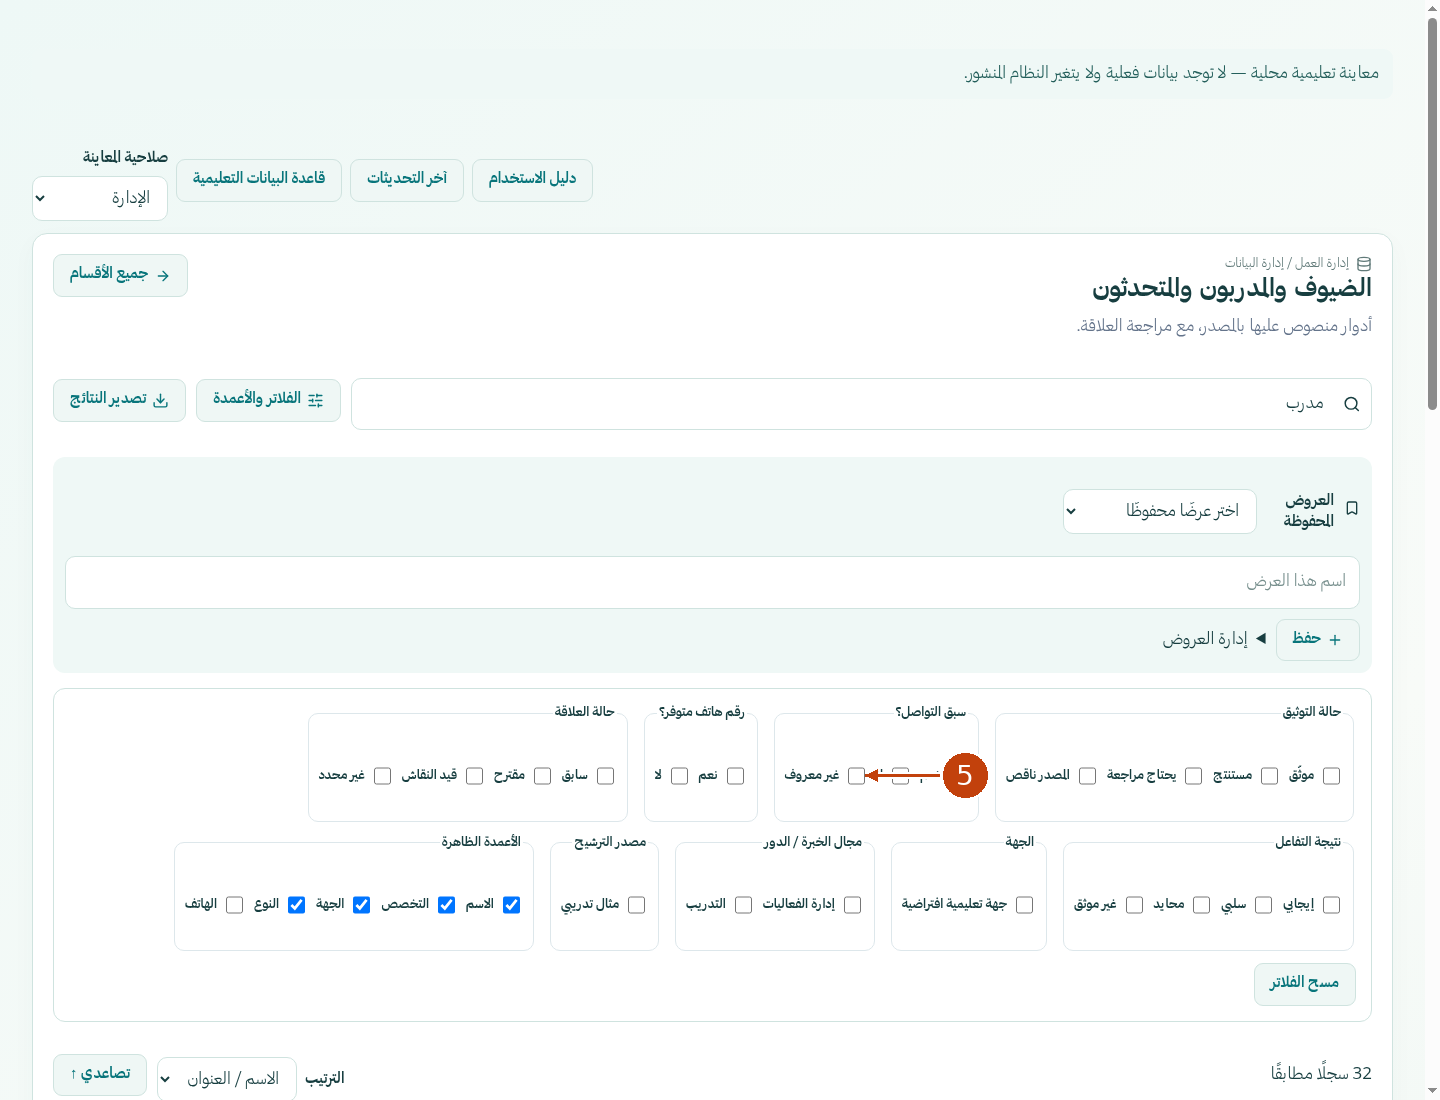 معاينة تعليمية محلية — لا توجد بيانات فعلية ولا يتغير النظام المنشور.
دليل الاستخدام
آخر التحديثات
قاعدة البيانات التعليمية
صلاحية المعاينة
الإدارة
إدارة العمل / إدارة البيانات
الضيوف والمدربون والمتحدثون
أدوار منصوص عليها بالمصدر، مع مراجعة العلاقة.
جميع الأقسام
مدرب
الفلاتر والأعمدة
تصدير النتائج
العروض
المحفوظة
اختر عرضًا محفوظًا
اسم هذا العرض
حفظ
إدارة العروض
حالة التوثيق
موثّق
مستنتج
يحتاج مراجعة
المصدر ناقص
سبق التواصل؟
5
غير معروف
رقم هاتف متوفر؟
نعم
لا
حالة العلاقة
سابق
مقترح
قيد النقاش
غير محدد
نتيجة التفاعل
إيجابي
سلبي
محايد
غير موثق
الجهة
جهة تعليمية افتراضية
مجال الخبرة / الدور
إدارة الفعاليات
التدريب
مصدر الترشيح
مثال تدريبي
الأعمدة الظاهرة
الاسم
التخصص
الجهة
النوع
الهاتف
مسح الفلاتر
32 سجلًا مطابقًا
الترتيب
الاسم / العنوان
تصاعدي ↑